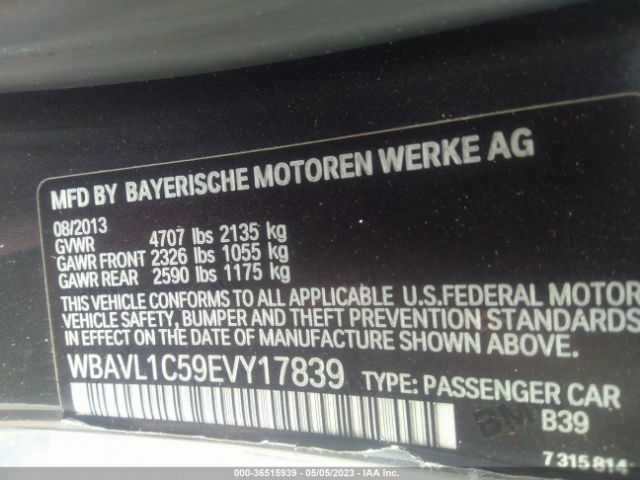 MFD BY BAYERISCHE MOTOREN WERKE AG
08/2013
GVWR 4707 lbs 2135 kg
GAWR FRONT 2326 lbs 1055 kg
GAWR REAR 2590 lbs 1175 kg
THIS VEHICLE CONFORMS TO ALL APPLICABLE U.S.FEDERAL MOTOR
VEHICLE SAFETY, BUMPER AND THEFT PREVENTION STANDARDS
IN EFFECT ON THE DATE OF MANUFACTURE SHOWN ABOVE.
WBAVL1C59EVY17839 TYPE: PASSENGER CAR
B39
7 315 814
000-36515939 - 05/05/2023 - IAA Inc.